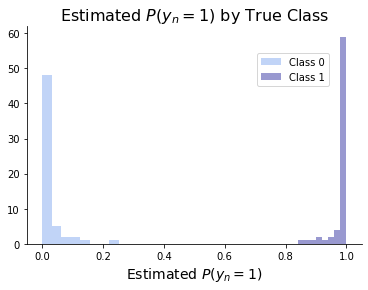 Estimated P(yₙ = 1) by True Class
60
50
40
30
20
10
0
Class 0
Class 1
0.0 0.2 0.4 0.6 0.8 1.0
Estimated P(yₙ = 1)